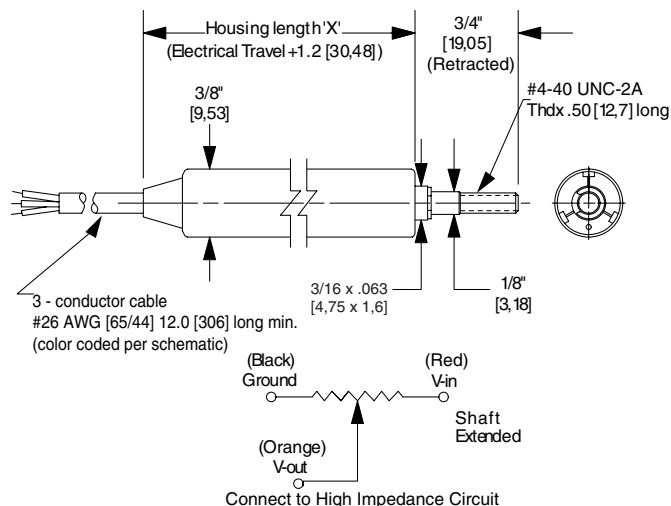 Housing length 'X'
(Electrical Travel +1.2 [30,48])
3/4"
[19,05]
(Retracted)
#4-40 UNC-2A
Thdx .50 [12,7] long
3/8"
[9,53]
3/16 x .063
[4,75 x 1,6]
1/8"
[3,18]
3 - conductor cable
#26 AWG [65/44] 12.0 [306] long min.
(color coded per schematic)
(Black)
Ground
(Red)
V-in
Shaft
Extended
(Orange)
V-out
Connect to High Impedance Circuit